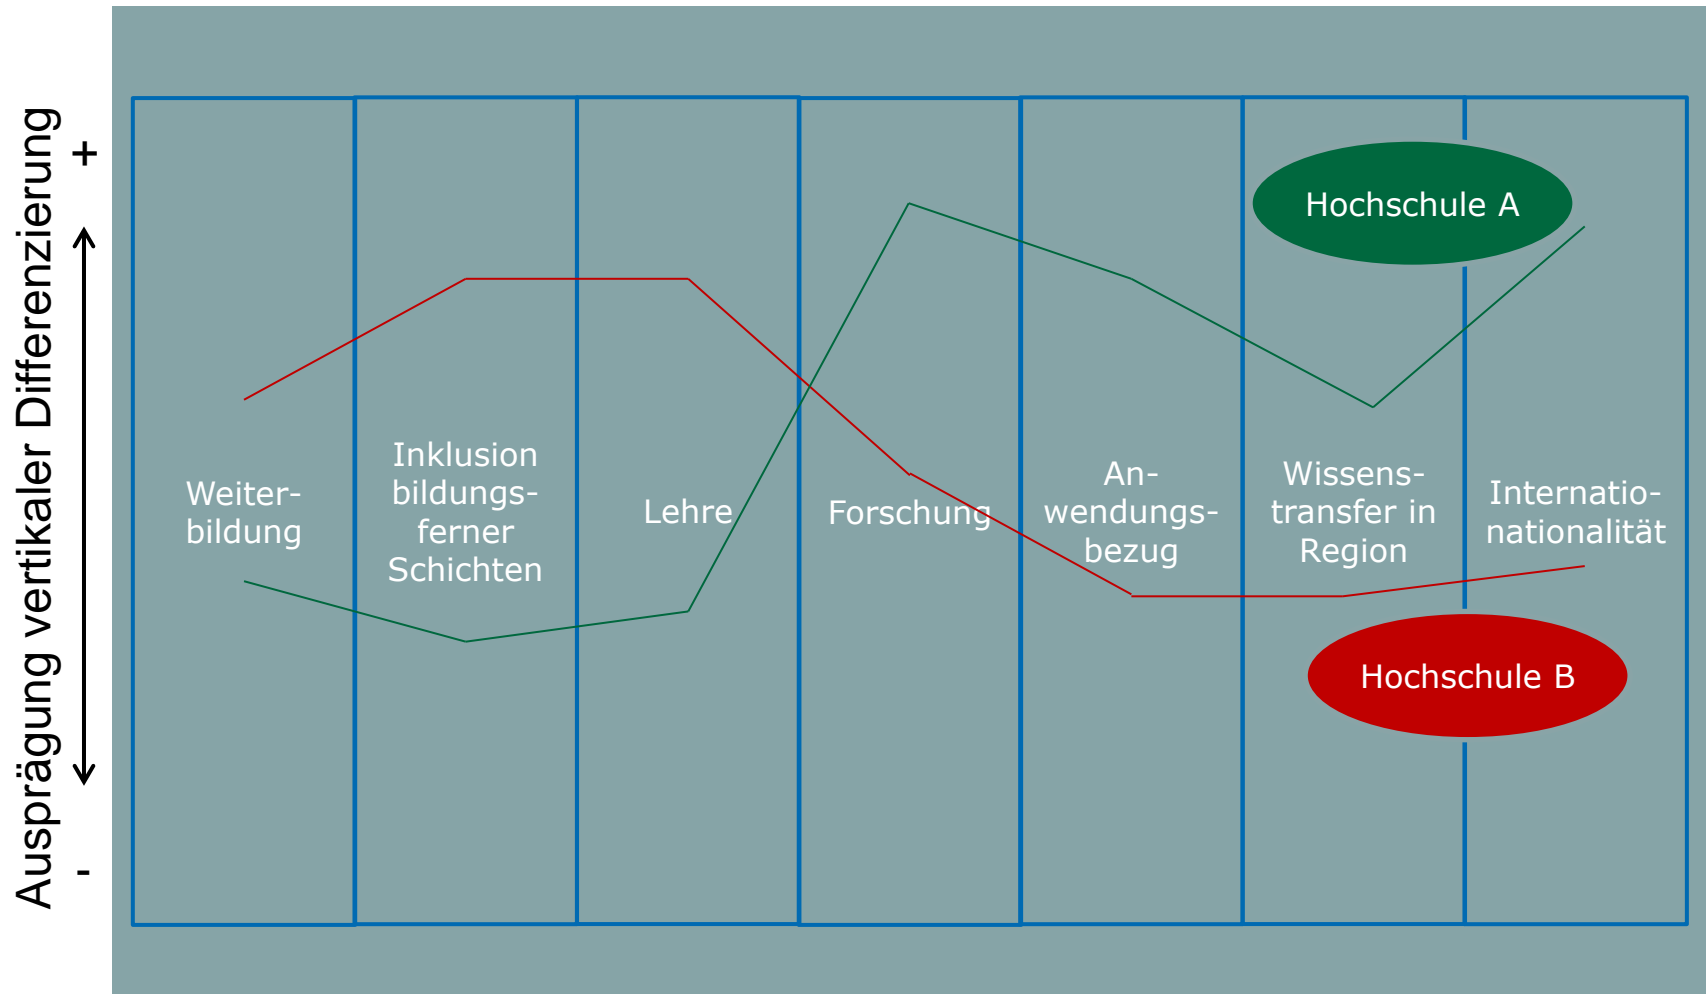 Ausprägung vertikaler Differenzierung
+
-
Weiter-
bildung
Inklusion
bildungs-
ferner
Schichten
Lehre
Forschung
An-
wendungs-
bezug
Wissens-
transfer in
Region
Internatio-
nationalität
Hochschule A
Hochschule B